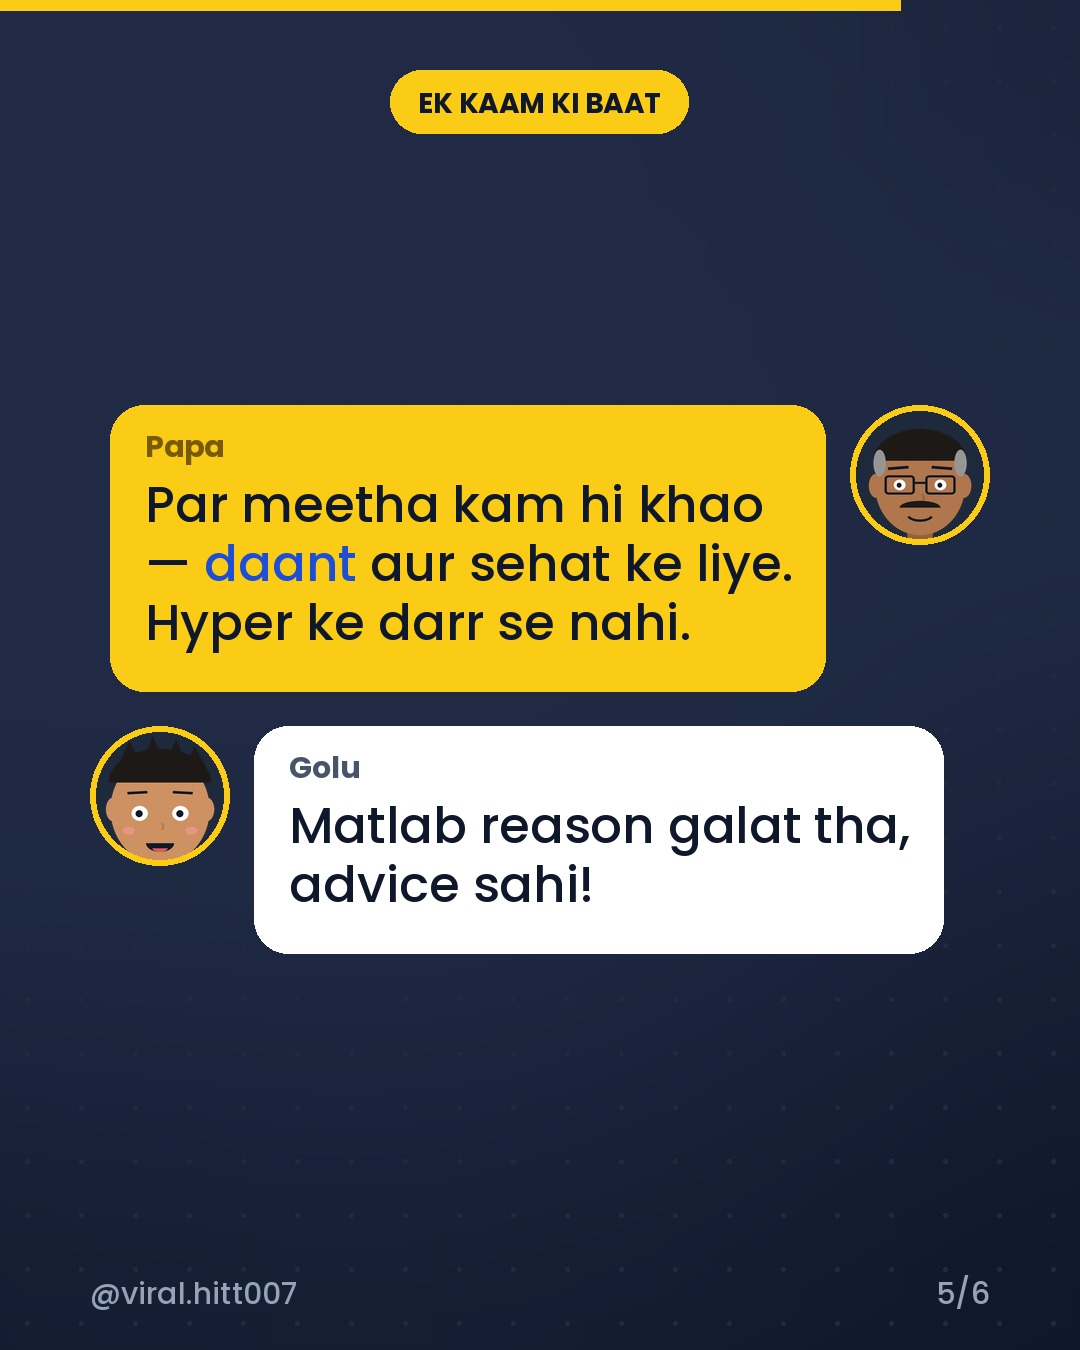 EK KAAM KI BAAT
Papa
Par meetha kam hi khao
— daant aur sehat ke liye.
Hyper ke darr se nahi.
Golu
Matlab reason galat tha,
advice sahi!
@viral.hitt007
5/6